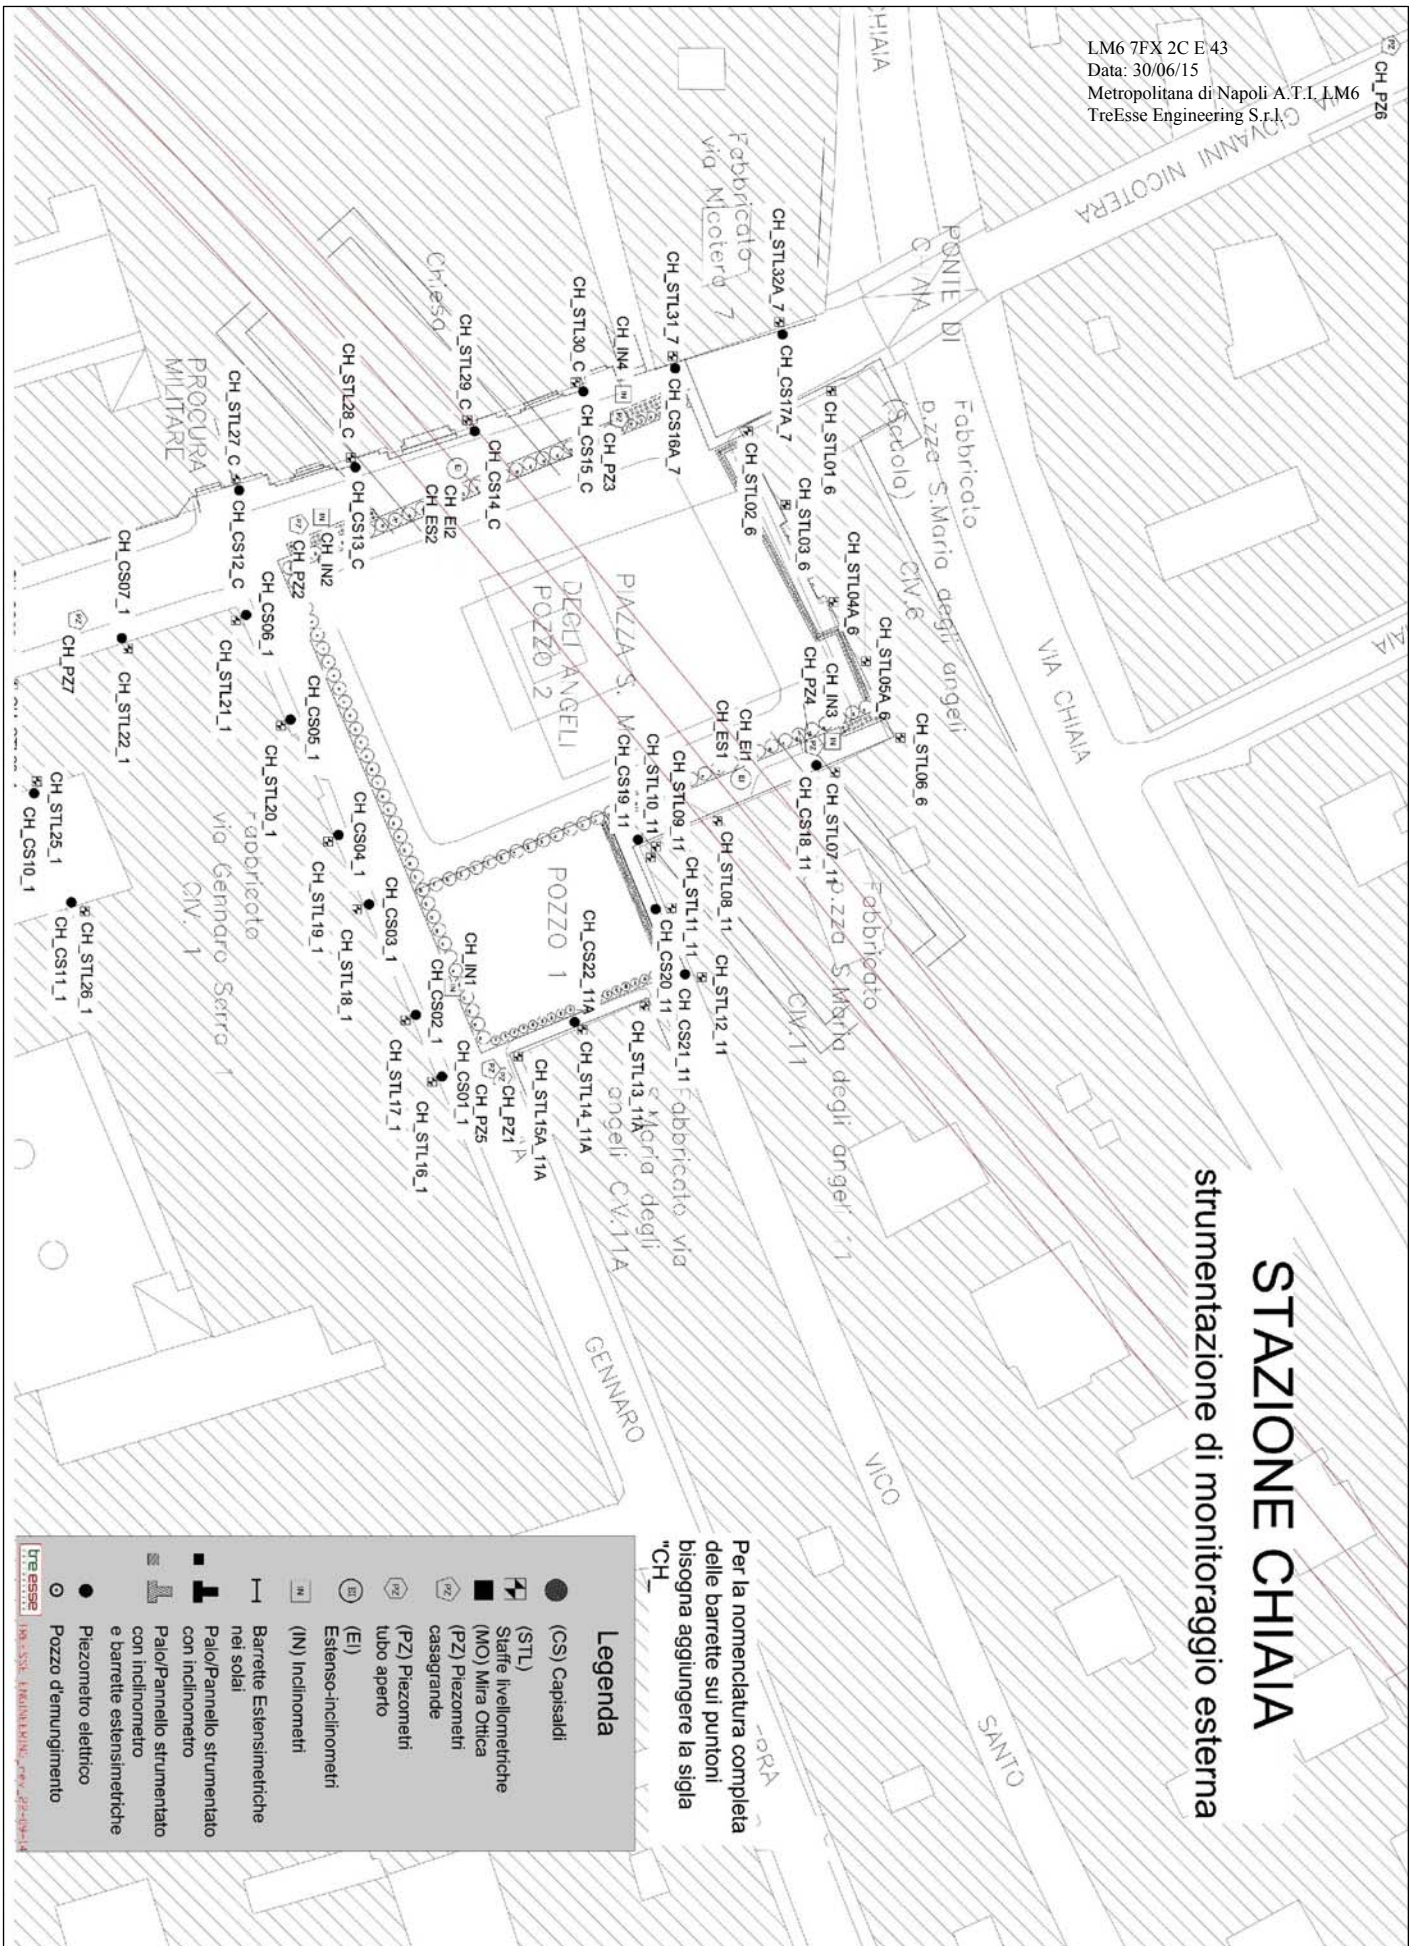 LM6 7FX 2C E 43
Data: 30/06/15
Metropolitana di Napoli A.T.I. LM6
TreEsse Engineering S.r.l.
STAZIONE CHIAIA
strumentazione di monitoraggio esterna
CH_PZ6
VIA GIOVANNI NICOTERA
CHIAIA
PONTE DI
VIA CHIAIA
Fabbricato
via Nicotera 7
CH_STL32A_7
CH_CS17A_7
CH_STL31_7
CH_CS16A_7
CH_IN4
CH_PZ3
CH_STL30_C
CH_CS15_C
Chiesa
CH_STL29_C
CH_CS14_C
CH_EI2
CH_ES2
CH_STL28_C
CH_CS13_C
CH_IN2
CH_PZ2
PROCURA
MILITARE
CH_STL27_C
CH_CS12_C
Fabbricato
p.zza S.Maria degli angeli
(Scuola) CIV.6
CH_STL01_6
CH_STL02_6
CH_STL03_6
CH_STL04A_6
CH_STL05A_6
CH_STL06_6
CH_IN3
CH_PZ4
CH_STL07_11
CH_CS18_11
CH_EI1
CH_ES1
CH_STL08_11
CH_STL09_11
CH_STL10_11
CH_CS19_11
CH_STL11_11
CH_CS20_11
CH_STL12_11
CH_CS21_11
Fabbricato
p.zza S.Maria degli angeli 11
CIV.11
PIAZZA S. M
DEGLI ANGELI
POZZO 2
POZZO 1
CH_CS22_11A
CH_STL13_11A
CH_STL14_11A
CH_STL15A_11A
Fabbricato via
S.Maria degli
angeli CIV.11A
CH_PZ1
CH_PZ5
CH_IN1
CH_CS01_1
CH_STL16_1
CH_CS02_1
CH_STL17_1
CH_CS03_1
CH_STL18_1
CH_CS04_1
CH_STL19_1
CH_CS05_1
CH_STL20_1
CH_CS06_1
CH_STL21_1
CH_CS07_1
CH_STL22_1
CH_PZ7
Fabbricato
via Gennaro Serra 1
CIV. 1
CH_STL25_1
CH_CS10_1
CH_STL26_1
CH_CS11_1
GENNARO
VICO
SANTO
Per la nomenclatura completa
delle barrette sui puntoni
bisogna aggiungere la sigla
"CH_
Legenda
(CS) Capisaldi
(STL)
Staffe livellometriche
(MO) Mira Ottica
(PZ) Piezometri
casagrande
(PZ) Piezometri
tubo aperto
(EI)
Estenso-inclinometri
(IN) Inclinometri
Barrette Estensimetriche
nei solai
Palo/Pannello strumentato
con inclinometro
Palo/Pannello strumentato
con inclinometro
e barrette estensimetriche
Piezometro elettrico
Pozzo d'emungimento
tre esse